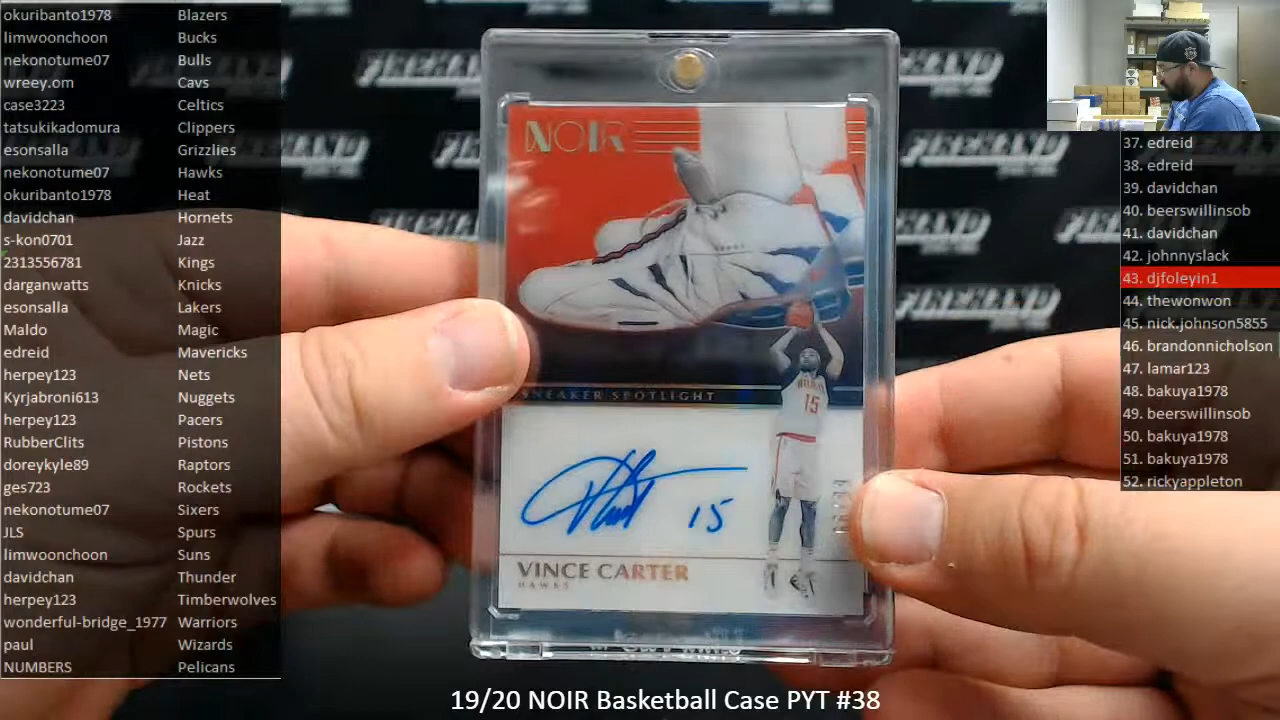 okuribanto1978 Blazers
limwoonchoon Bucks
nekonotume07 Bulls
wreey.om Cavs
case3223 Celtics
tatsukikadomura Clippers
esonsalla Grizzlies
nekonotume07 Hawks
okuribanto1978 Heat
davidchan Hornets
s-kon0701 Jazz
2313556781 Kings
darganwatts Knicks
esonsalla Lakers
Maldo Magic
edreid Mavericks
herpey123 Nets
Kyrjabroni613 Nuggets
herpey123 Pacers
RubberClits Pistons
doreykyle89 Raptors
ges723 Rockets
nekonotume07 Sixers
JLS Spurs
limwoonchoon Suns
davidchan Thunder
herpey123 Timberwolves
wonderful-bridge_1977 Warriors
paul Wizards
NUMBERS Pelicans
NOIR
SNEAKER SPOTLIGHT
15
15
VINCE CARTER
HAWKS
37. edreid
38. edreid
39. davidchan
40. beerswillinsob
41. davidchan
42. johnnyslack
43. djfoleyin1
44. thewonwon
45. nick.johnson5855
46. brandonnicholson
47. lamar123
48. bakuya1978
49. beerswillinsob
50. bakuya1978
51. bakuya1978
52. rickyappleton
19/20 NOIR Basketball Case PYT #38